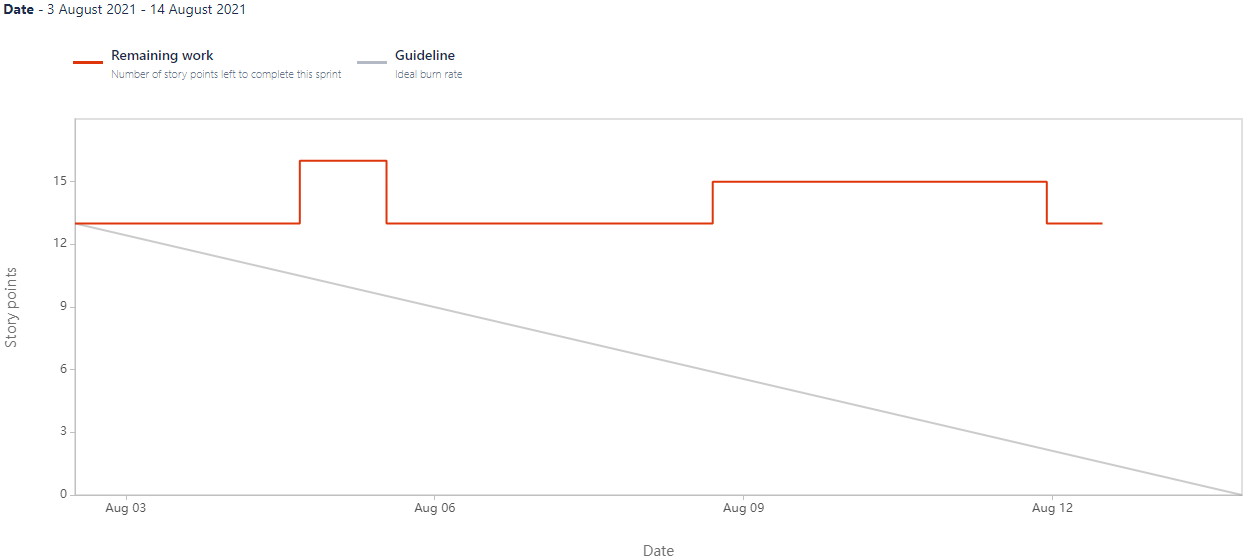 Date - 3 August 2021 - 14 August 2021
Remaining work
Number of story points left to complete this sprint
Guideline
Ideal burn rate
Story points
15
12
9
6
3
0
Aug 03
Aug 06
Aug 09
Aug 12
Date